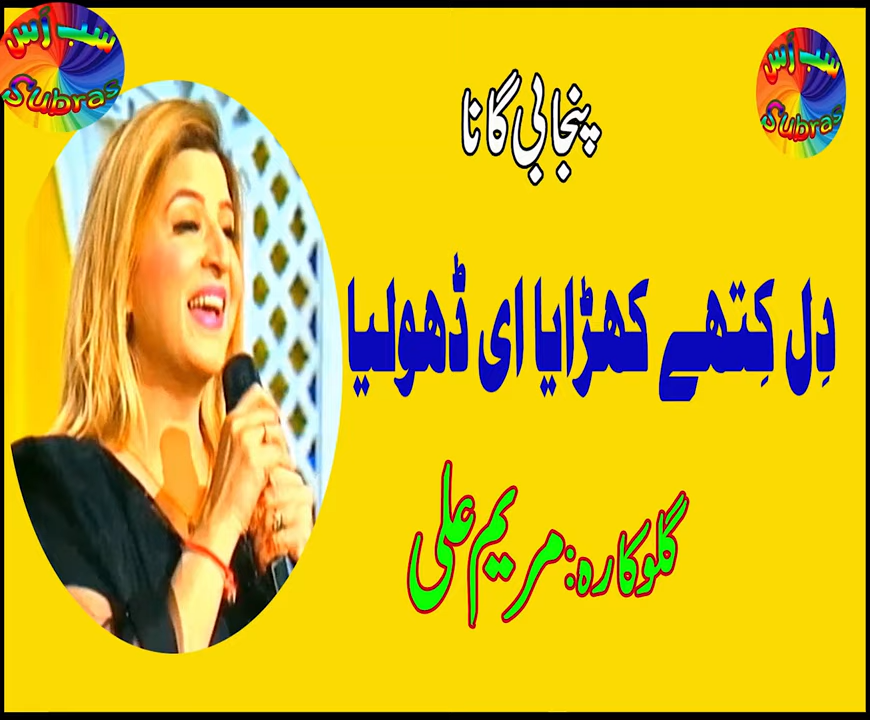 سب رس
Subras
سب رس
Subras
پنجابی گانا
دِل کِتھے کھڑایا ای ڈھولیا
گلوکارہ: مریم علی